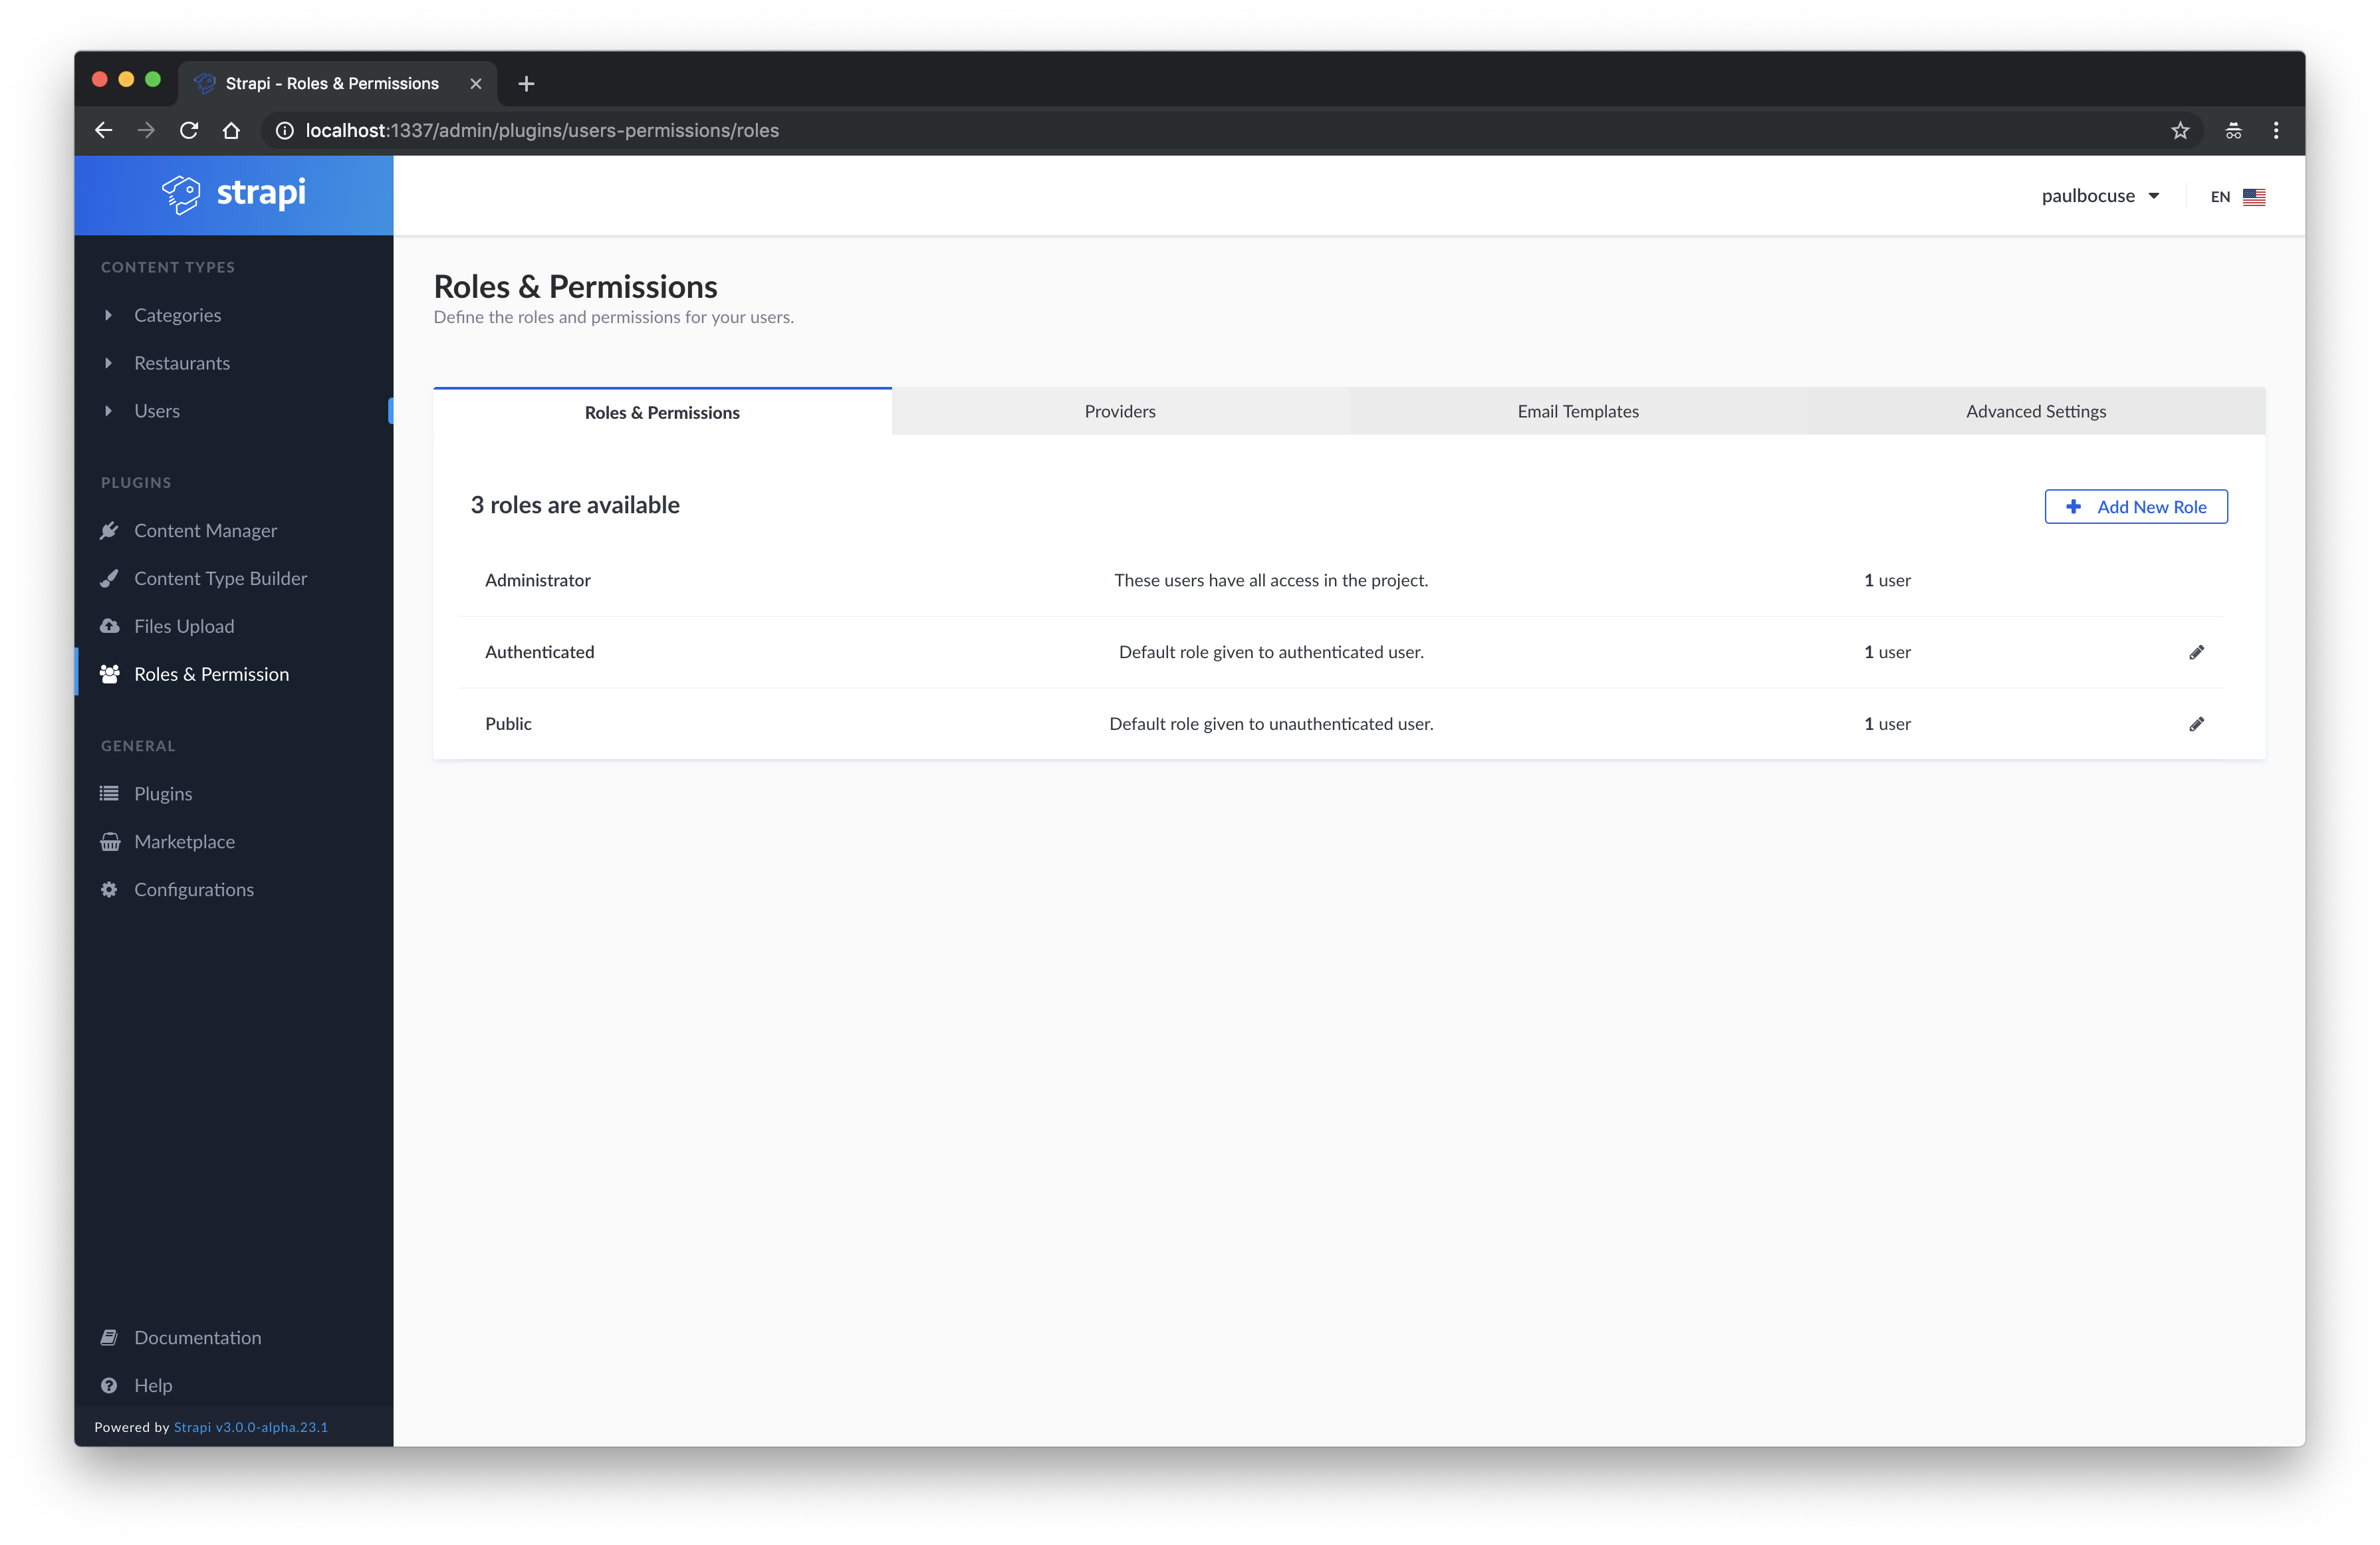 Strapi - Roles & Permissions
localhost:1337/admin/plugins/users-permissions/roles
strapi
paulbocuse
EN
CONTENT TYPES
Categories
Restaurants
Users
PLUGINS
Content Manager
Content Type Builder
Files Upload
Roles & Permission
GENERAL
Plugins
Marketplace
Configurations
Documentation
Help
Powered by Strapi v3.0.0-alpha.23.1
Roles & Permissions
Define the roles and permissions for your users.
Roles & Permissions Providers Email Templates Advanced Settings
3 roles are available
Add New Role
Administrator These users have all access in the project. 1 user
Authenticated Default role given to authenticated user. 1 user
Public Default role given to unauthenticated user. 1 user